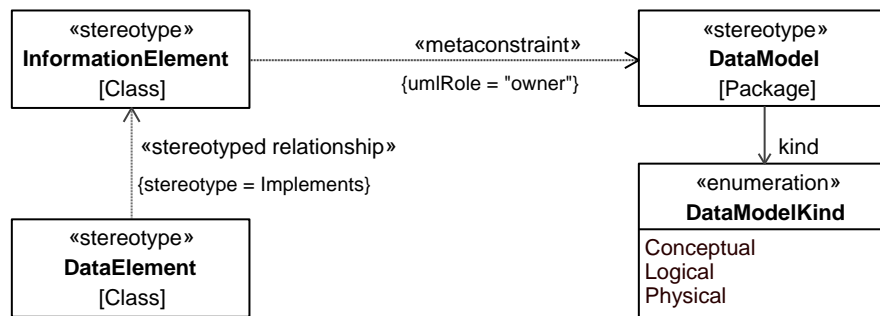 «stereotype»
InformationElement
[Class]
«metaconstraint»
{umlRole = "owner"}
«stereotype»
DataModel
[Package]
«stereotyped relationship»
{stereotype = Implements}
kind
«stereotype»
DataElement
[Class]
«enumeration»
DataModelKind
Conceptual
Logical
Physical